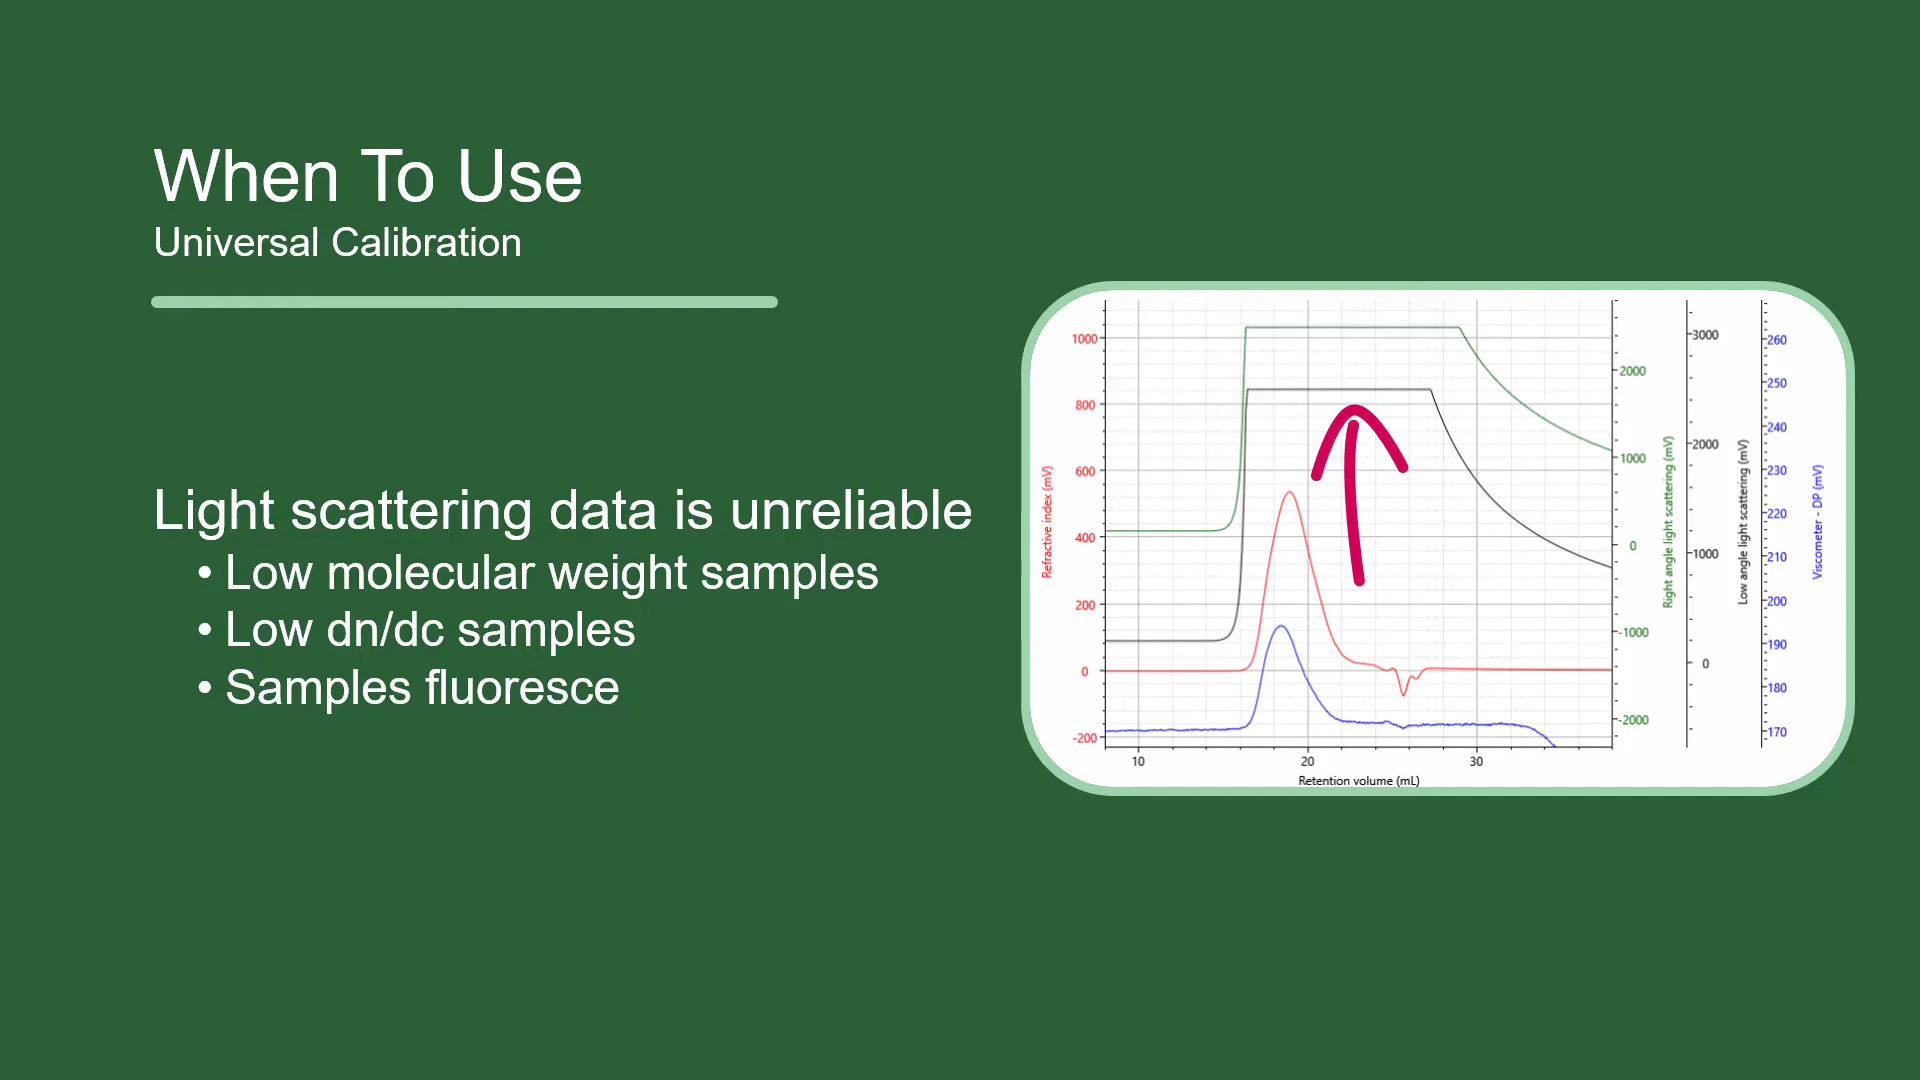 When To Use
Universal Calibration
Light scattering data is unreliable
• Low molecular weight samples
• Low dn/dc samples
• Samples fluoresce
1000
800
600
400
200
0
-200
Refractive index (mV)
10
20
30
Retention volume (mL)
2000
1000
0
-1000
-2000
Right angle light scattering (mV)
3000
2000
1000
0
Low angle light scattering (mV)
260
250
240
230
220
210
200
190
180
170
Viscometer - DP (mV)